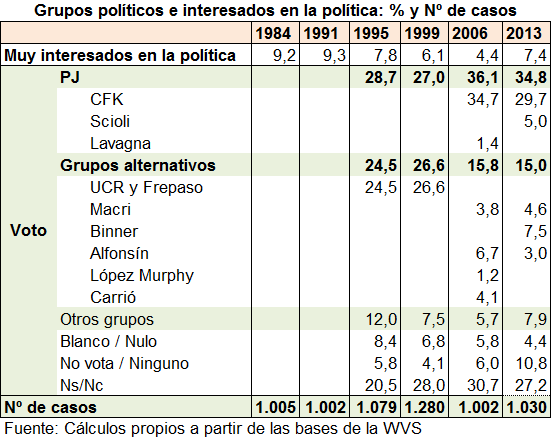 Grupos políticos e interesados en la política: % y Nº de casos
1984 1991 1995 1999 2006 2013
Muy interesados en la política 9,2 9,3 7,8 6,1 4,4 7,4
PJ 28,7 27,0 36,1 34,8
CFK 34,7 29,7
Scioli 5,0
Lavagna 1,4
Grupos alternativos 24,5 26,6 15,8 15,0
UCR y Frepaso 24,5 26,6
Macri 3,8 4,6
Voto Binner 7,5
Alfonsín 6,7 3,0
López Murphy 1,2
Carrió 4,1
Otros grupos 12,0 7,5 5,7 7,9
Blanco / Nulo 8,4 6,8 5,8 4,4
No vota / Ninguno 5,8 4,1 6,0 10,8
Ns/Nc 20,5 28,0 30,7 27,2
Nº de casos 1.005 1.002 1.079 1.280 1.002 1.030
Fuente: Cálculos propios a partir de las bases de la WVS